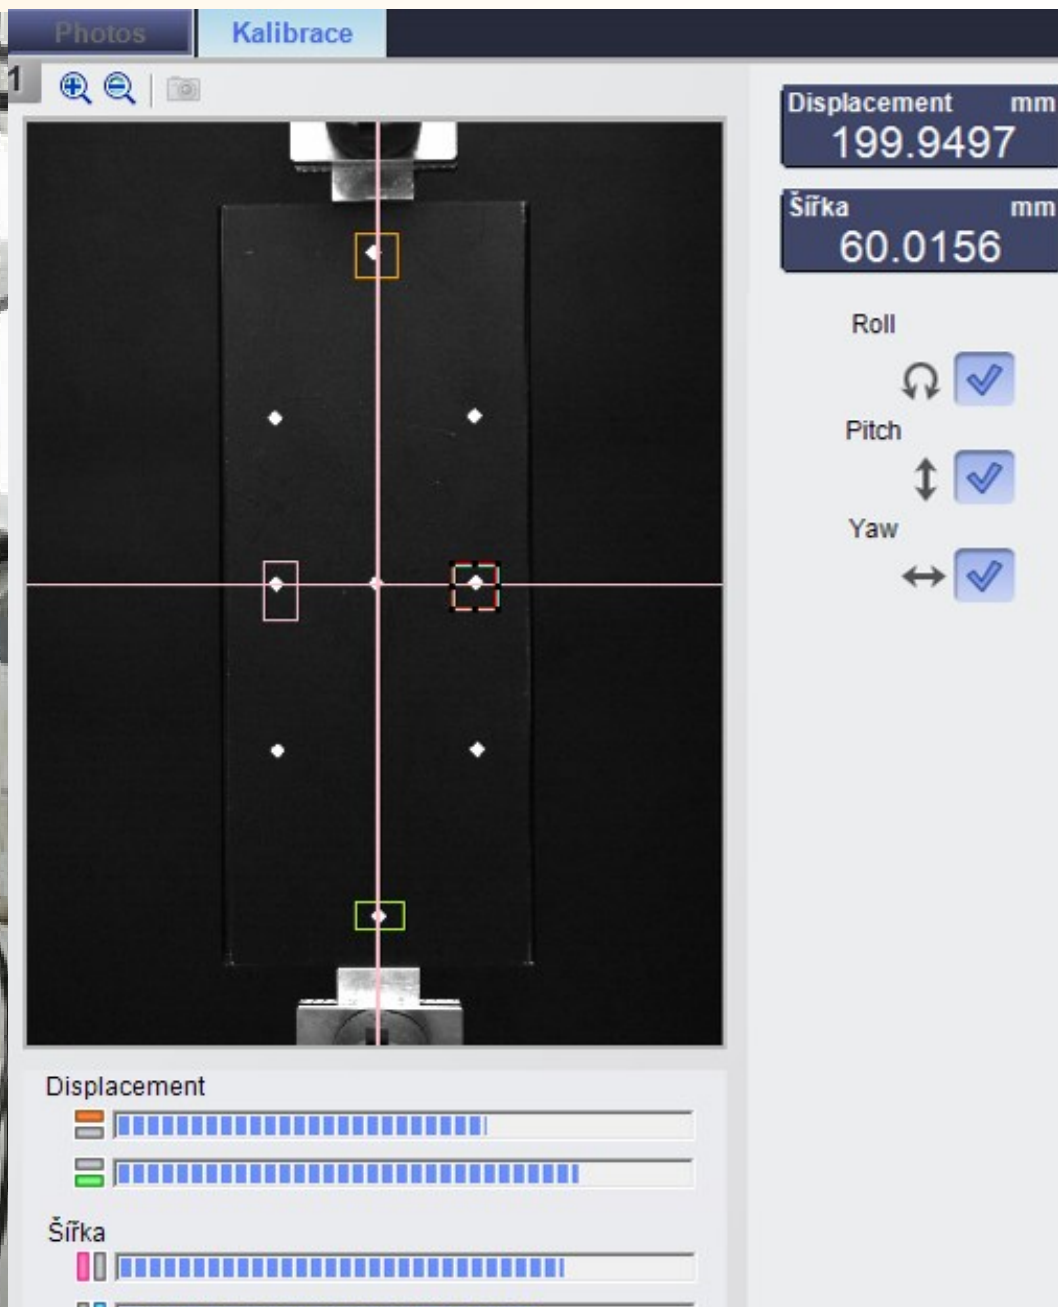 Photos
Kalibrace
1
Displacement mm
199.9497
Šířka mm
60.0156
Roll
Pitch
Yaw
Displacement
Šířka